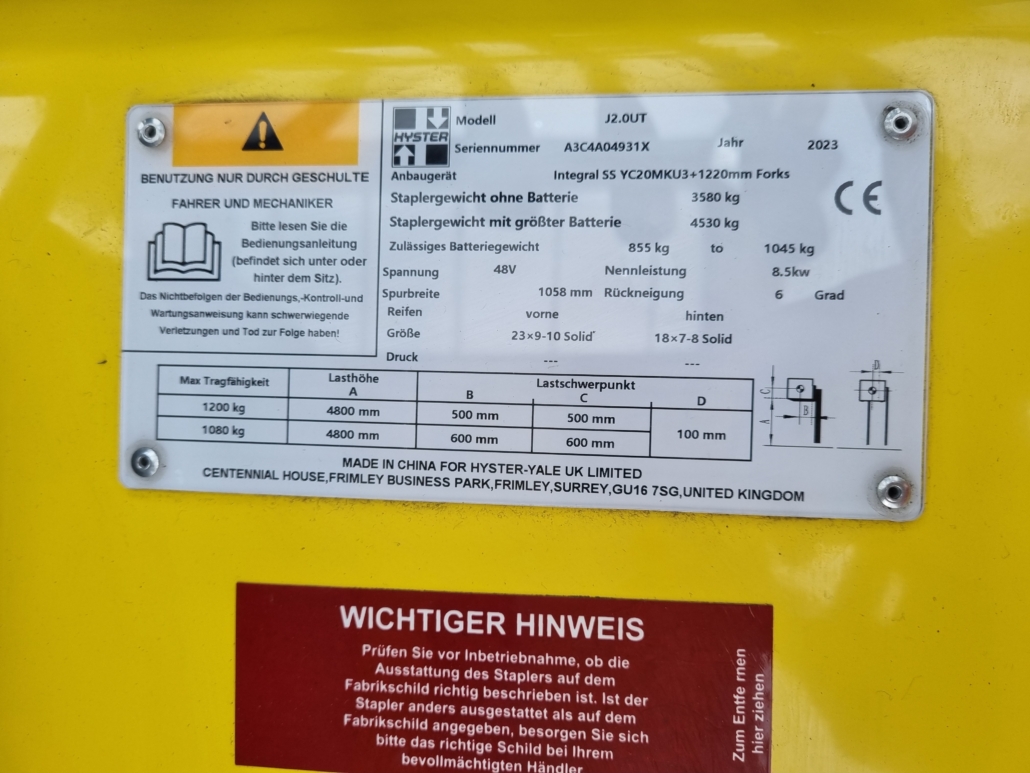 BENUTZUNG NUR DURCH GESCHULTE
FAHRER UND MECHANIKER
Bitte lesen Sie die
Bedienungsanleitung
(befindet sich unter oder
hinter dem Sitz).
Das Nichtbefolgen der Bedienungs,-Kontroll-und
Wartungsanweisung kann schwerwiegende
Verletzungen und Tod zur Folge haben!
HYSTER
Modell J2.0UT
Seriennummer A3C4A04931X Jahr 2023
Anbaugerät Integral SS YC20MKU3+1220mm Forks
Staplergewicht ohne Batterie 3580 kg
Staplergewicht mit größter Batterie 4530 kg
CE
Zulässiges Batteriegewicht 855 kg to 1045 kg
Spannung 48V Nennleistung 8.5kw
Spurbreite 1058 mm Rückneigung 6 Grad
Reifen vorne hinten
Größe 23×9-10 Solid 18×7-8 Solid
Druck --- ---
Max Tragfähigkeit Lasthöhe Lastschwerpunkt
A B C D
1200 kg 4800 mm 500 mm 500 mm
1080 kg 4800 mm 600 mm 600 mm 100 mm
C A B D
MADE IN CHINA FOR HYSTER-YALE UK LIMITED
CENTENNIAL HOUSE,FRIMLEY BUSINESS PARK,FRIMLEY,SURREY,GU16 7SG,UNITED KINGDOM
WICHTIGER HINWEIS
Prüfen Sie vor Inbetriebnahme, ob die
Ausstattung des Staplers auf dem
Fabrikschild richtig beschrieben ist. Ist der
Stapler anders ausgestattet als auf dem
Fabrikschild angegeben, besorgen Sie sich
bitte das richtige Schild bei Ihrem
bevollmächtigten Händler
Zum Entfe rnen
hier ziehen